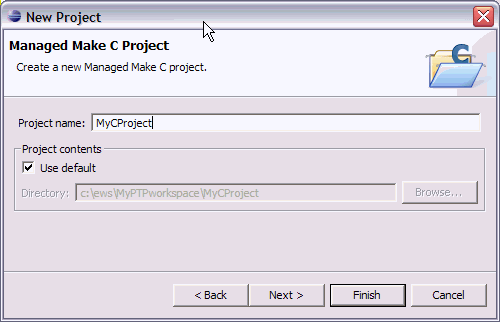 New Project
Managed Make C Project
Create a new Managed Make C project.
C
Project name: MyCProject
Project contents
Use default
Directory: c:\ews\MyPTPworkspace\MyCProject Browse...
< Back Next > Finish Cancel